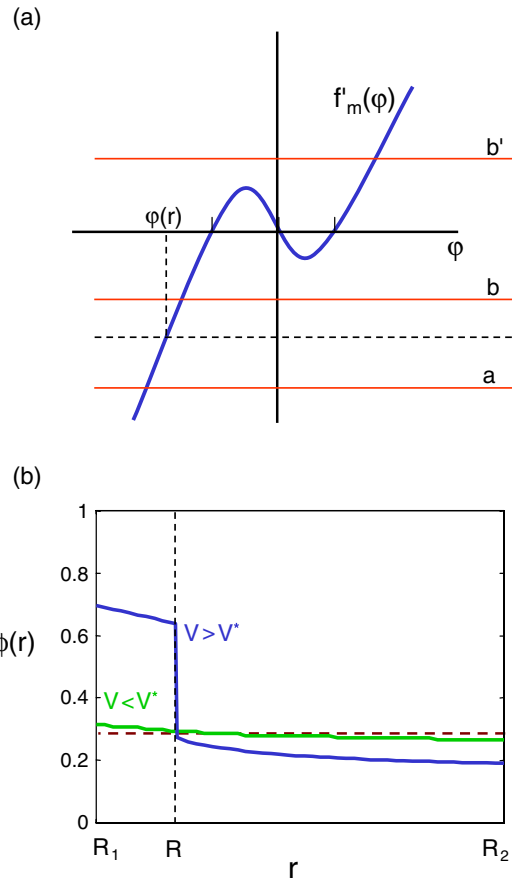 (a)
f'm(φ)
b'
φ(r)
φ
b
a
(b)
1
0.8
0.6
V > V*
ϕ(r)
0.4
V < V*
0.2
0
R1 R R2
r